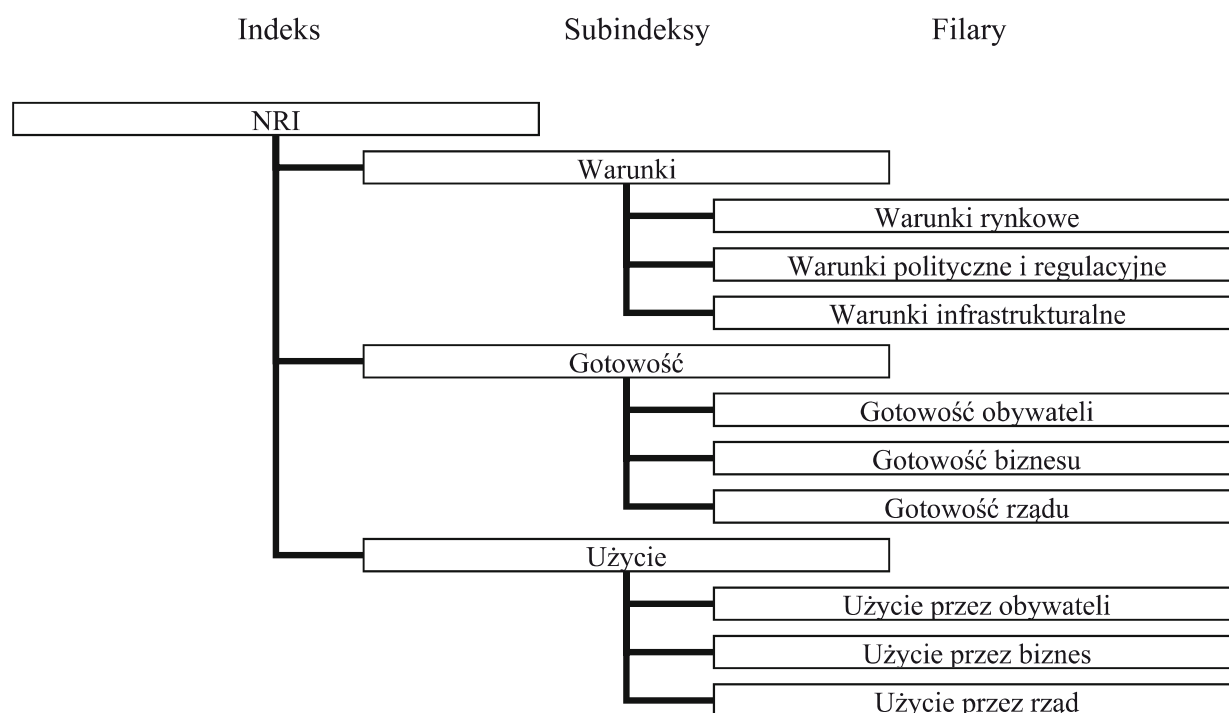 Indeks Subindeksy Filary
NRI
Warunki
Warunki rynkowe
Warunki polityczne i regulacyjne
Warunki infrastrukturalne
Gotowość
Gotowość obywateli
Gotowość biznesu
Gotowość rządu
Użycie
Użycie przez obywateli
Użycie przez biznes
Użycie przez rząd